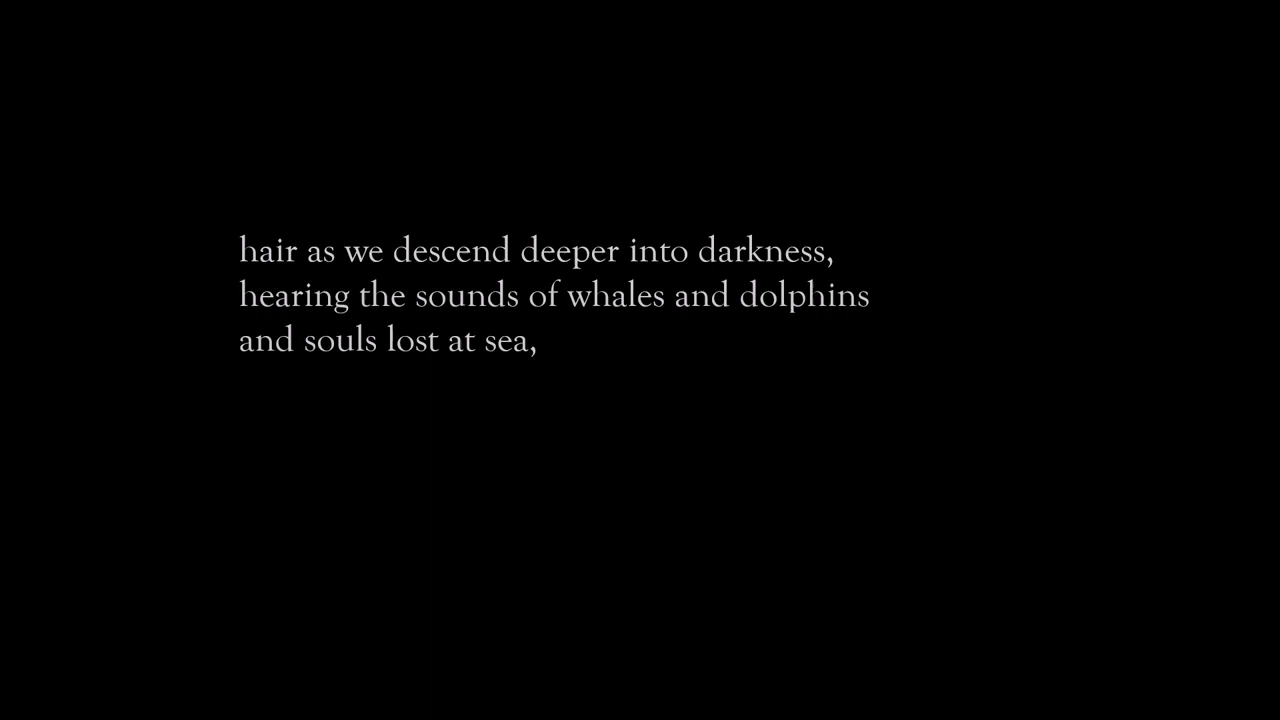 hair as we descend deeper into darkness,
hearing the sounds of whales and dolphins
and souls lost at sea,